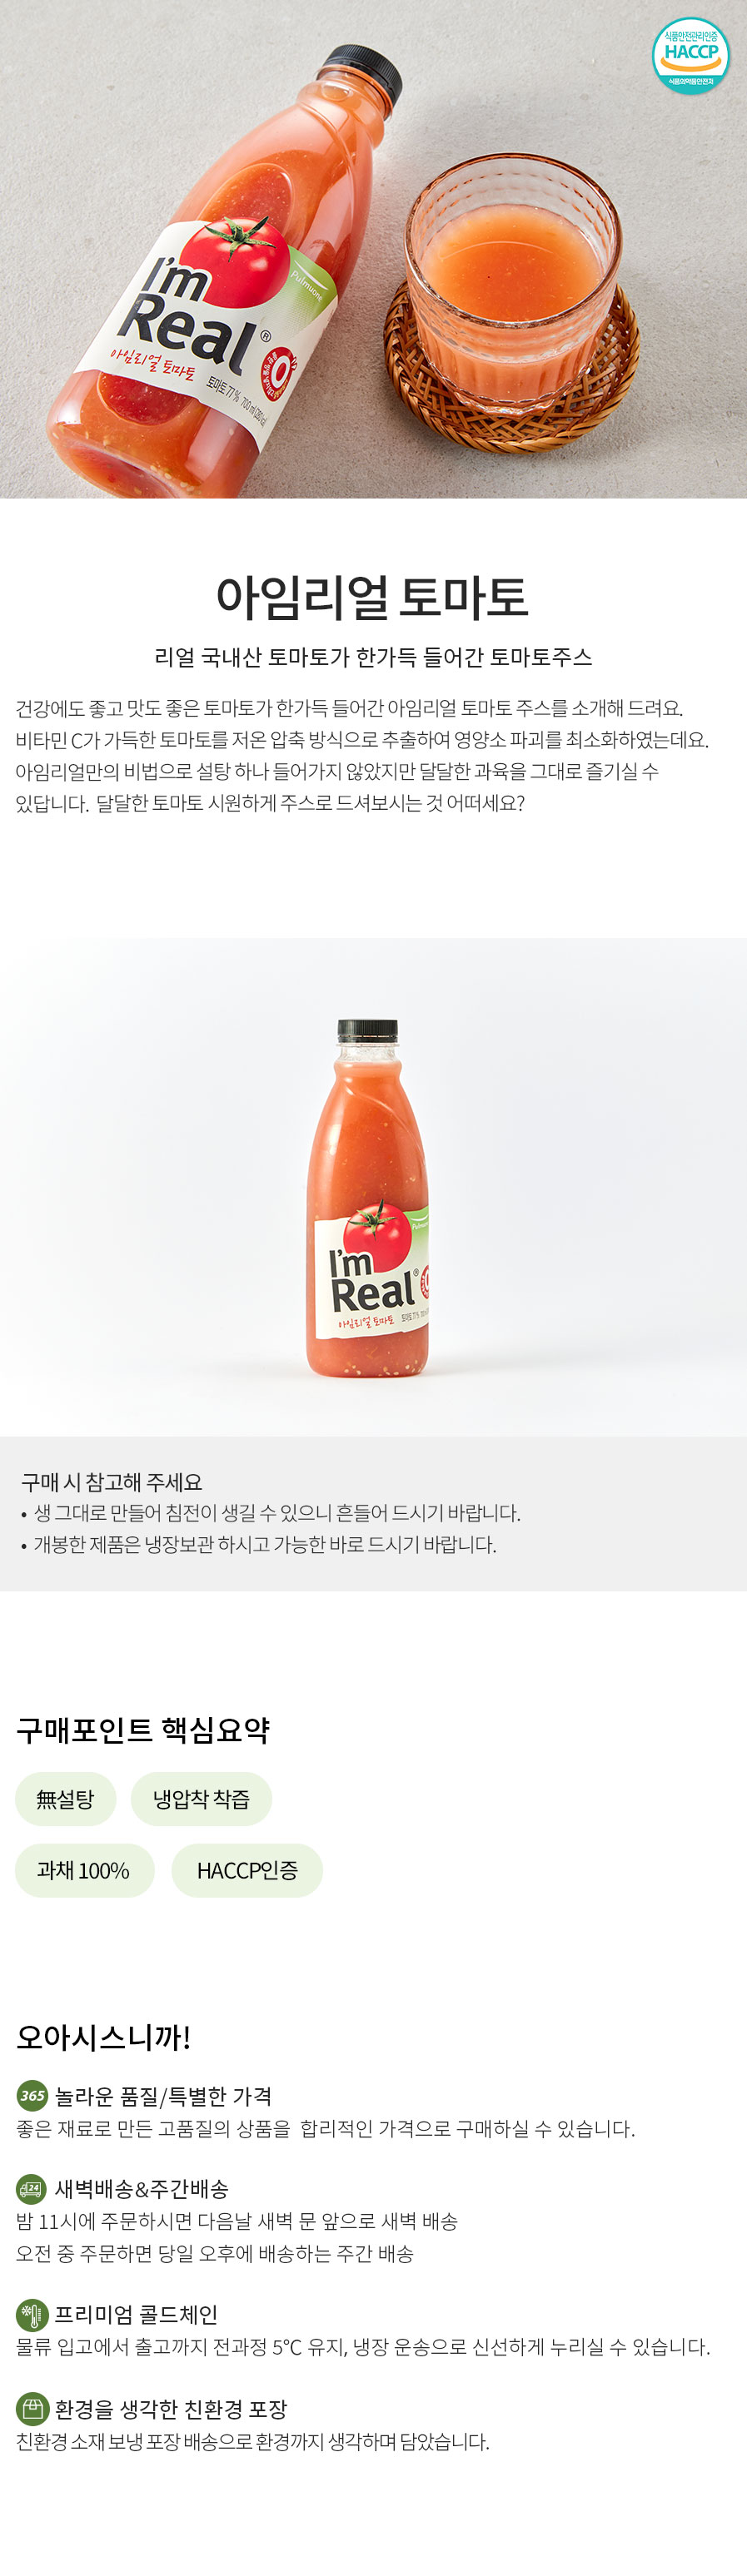 식품안전관리인증
HACCP
식품의약품안전처
I'm
Real®
Pulmuone
아임리얼 토마토
토마토 77% 700 ml
아임리얼 토마토
리얼 국내산 토마토가 한가득 들어간 토마토주스
건강에도 좋고 맛도 좋은 토마토가 한가득 들어간 아임리얼 토마토 주스를 소개해 드려요.
비타민 C가 가득한 토마토를 저온 압축 방식으로 추출하여 영양소 파괴를 최소화하였는데요.
아임리얼만의 비법으로 설탕 하나 들어가지 않았지만 달달한 과육을 그대로 즐기실 수
있답니다. 달달한 토마토 시원하게 주스로 드셔보시는 것 어떠세요?
Pulmuone
I'm
Real®
아임리얼 토마토
토마토 77%
구매 시 참고해 주세요
• 생 그대로 만들어 침전이 생길 수 있으니 흔들어 드시기 바랍니다.
• 개봉한 제품은 냉장보관 하시고 가능한 바로 드시기 바랍니다.
구매포인트 핵심요약
無설탕
냉압착 착즙
과채 100%
HACCP인증
오아시스니까!
365 놀라운 품질/특별한 가격
좋은 재료로 만든 고품질의 상품을 합리적인 가격으로 구매하실 수 있습니다.
24 새벽배송&주간배송
밤 11시에 주문하시면 다음날 새벽 문 앞으로 새벽 배송
오전 중 주문하면 당일 오후에 배송하는 주간 배송
프리미엄 콜드체인
물류 입고에서 출고까지 전과정 5℃ 유지, 냉장 운송으로 신선하게 누리실 수 있습니다.
환경을 생각한 친환경 포장
친환경 소재 보냉 포장 배송으로 환경까지 생각하며 담았습니다.